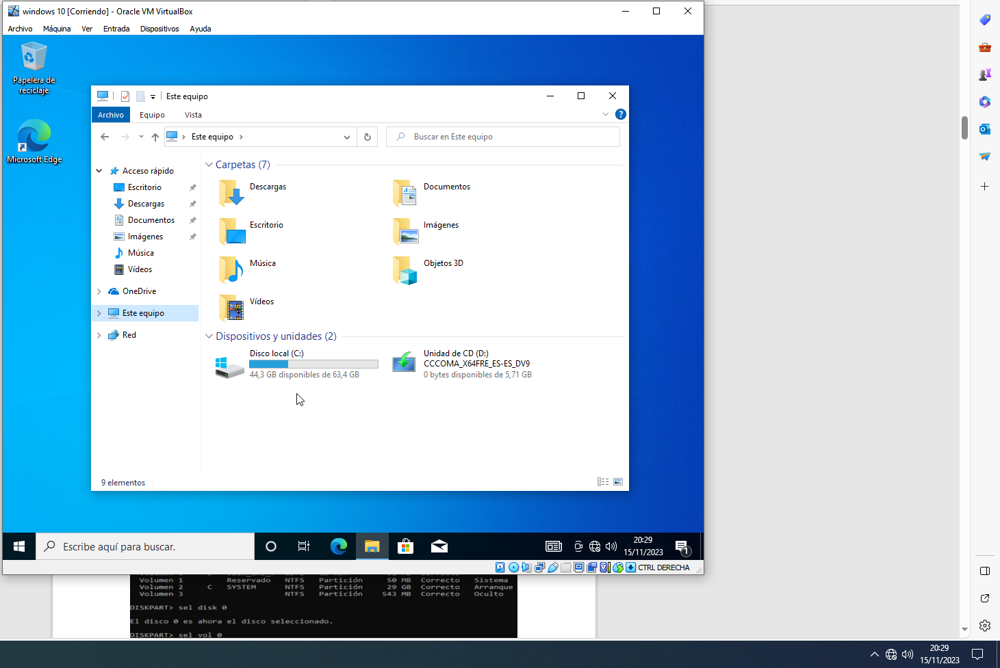 windows 10 [Corriendo] - Oracle VM VirtualBox
Archivo Máquina Ver Entrada Dispositivos Ayuda
Papelera de
reciclaje
Microsoft Edge
Este equipo
Archivo Equipo Vista
Este equipo
Buscar en Este equipo
Acceso rápido
Escritorio
Descargas
Documentos
Imágenes
Música
Vídeos
OneDrive
Este equipo
Red
Carpetas (7)
Descargas
Documentos
Escritorio
Imágenes
Música
Objetos 3D
Vídeos
Dispositivos y unidades (2)
Disco local (C:)
44,3 GB disponibles de 63,4 GB
Unidad de CD (D:)
CCCOMA_X64FRE_ES-ES_DV9
0 bytes disponibles de 5,71 GB
9 elementos
Escribe aquí para buscar.
20:29
15/11/2023
1
CTRL DERECHA
Volumen 1 Reservado NTFS Partición 50 MB Correcto Sistema
Volumen 2 C SYSTEM NTFS Partición 29 GB Correcto Arranque
Volumen 3 NTFS Partición 543 MB Correcto Oculto
DISKPART> sel disk 0
El disco 0 es ahora el disco seleccionado.
DISKPART> sel vol 0
20:29
15/11/2023